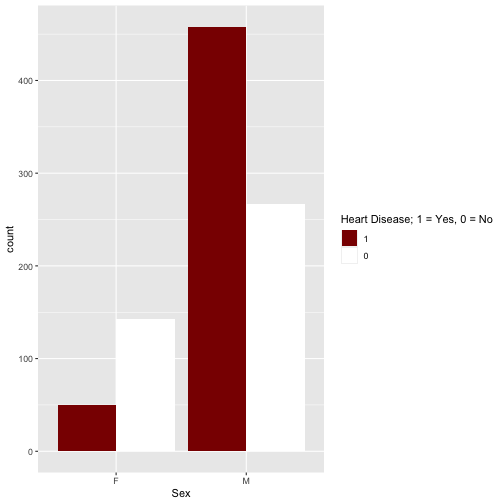 400
300
200
100
0
count
F M
Sex
Heart Disease; 1 = Yes, 0 = No
1
0